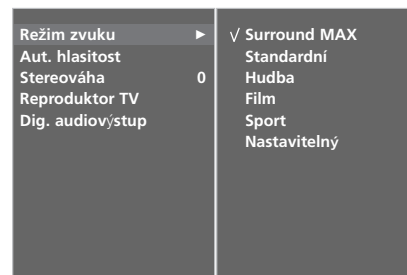 Režim zvuku ►
Aut. hlasitost
Stereováha 0
Reproduktor TV
Dig. audiovýstup
√ Surround MAX
Standardní
Hudba
Film
Sport
Nastavitelný